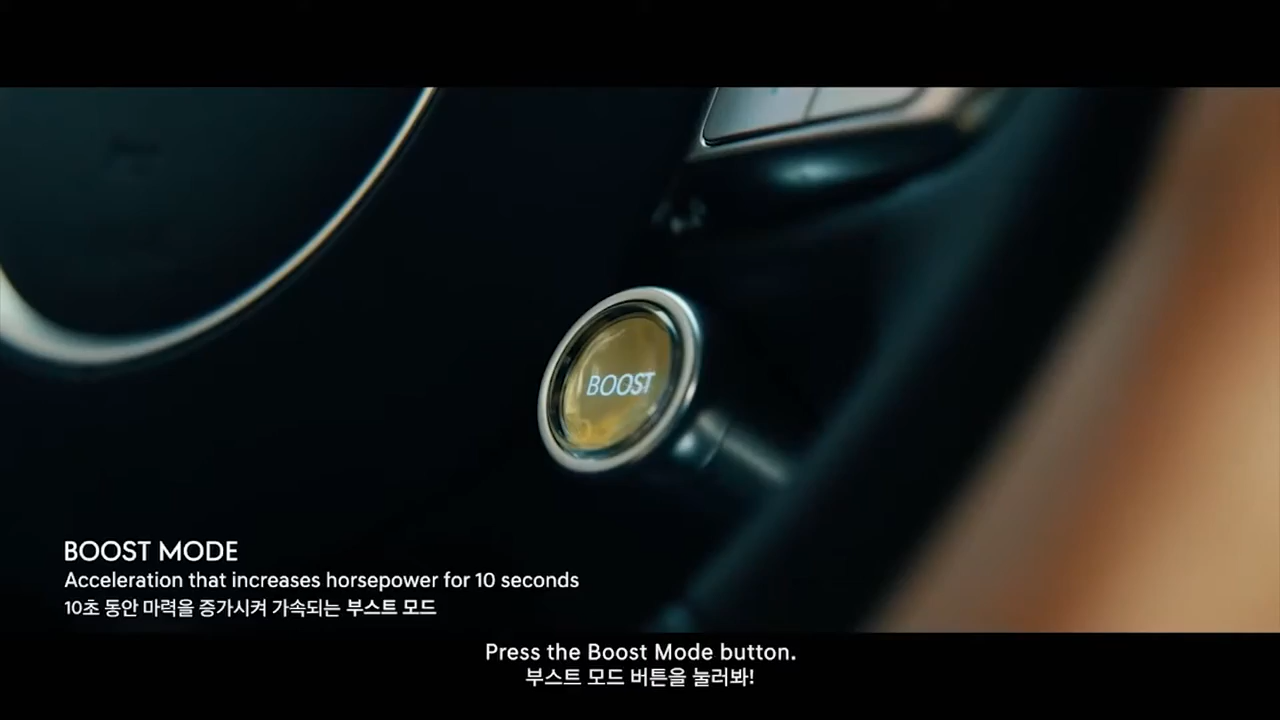 BOOST
BOOST MODE
Acceleration that increases horsepower for 10 seconds
10초 동안 마력을 증가시켜 가속되는 부스트 모드
Press the Boost Mode button.
부스트 모드 버튼을 눌러봐!